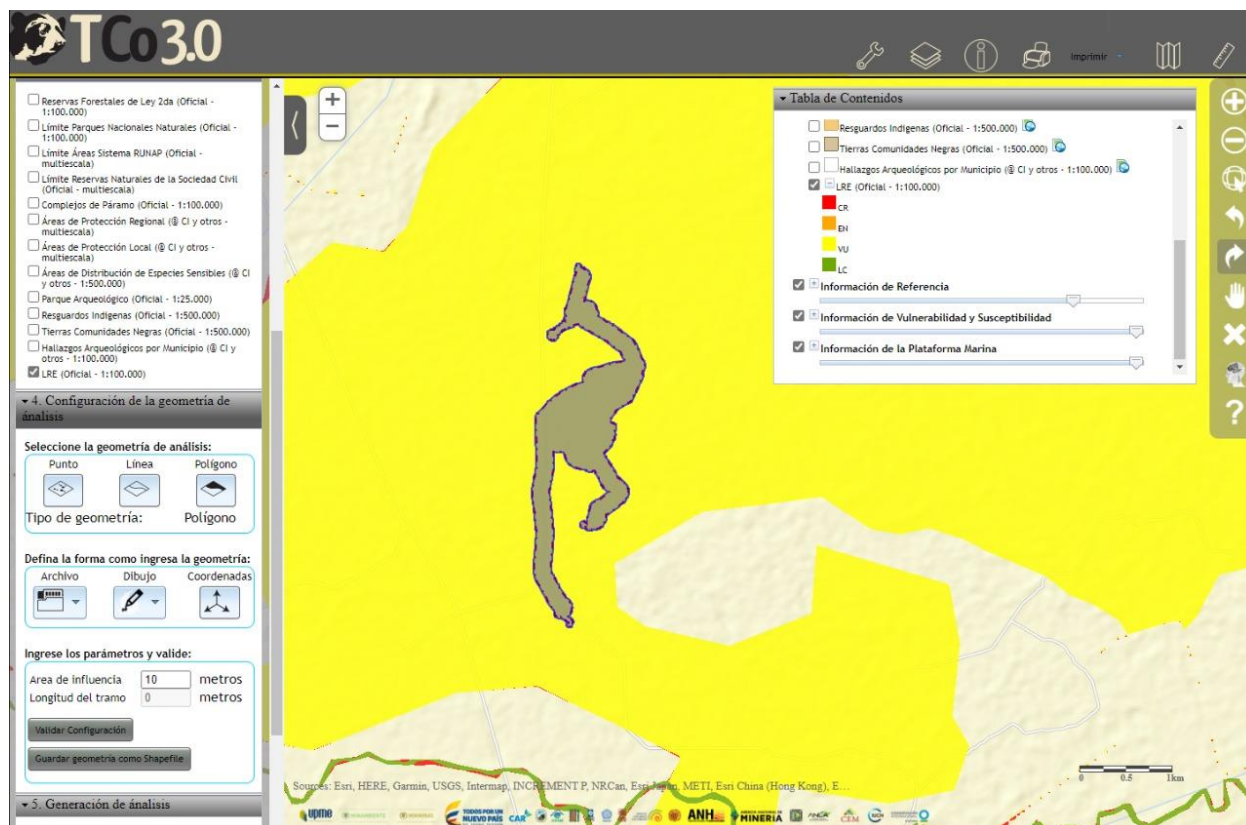 TCo3.0
Imprimir
Reservas Forestales de Ley 2da (Oficial -
1:100.000)
Límite Parques Nacionales Naturales (Oficial -
1:100.000)
Límite Áreas Sistema RUNAP (Oficial -
multiescala)
Límite Reservas Naturales de la Sociedad Civil
(Oficial - multiescala)
Complejos de Páramo (Oficial - 1:100.000)
Áreas de Protección Regional (@ CI y otros -
multiescala)
Áreas de Protección Local (@ CI y otros -
multiescala)
Áreas de Distribución de Especies Sensibles (@ CI
y otros - 1:500.000)
Parque Arqueológico (Oficial - 1:25.000)
Resguardos Indigenas (Oficial - 1:500.000)
Tierras Comunidades Negras (Oficial - 1:500.000)
Hallazgos Arqueológicos por Municipio (@ CI y
otros - 1:100.000)
LRE (Oficial - 1:100.000)
4. Configuración de la geometría de
ánalisis
Seleccione la geometría de análisis:
Punto Línea Polígono
Tipo de geometría: Polígono
Defina la forma como ingresa la geometría:
Archivo Dibujo Coordenadas
Ingrese los parámetros y valide:
Area de influencia 10 metros
Longitud del tramo 0 metros
Validar Configuración
Guardar geometría como Shapefile
5. Generación de ánalisis
+
−
Tabla de Contenidos
Resguardos Indigenas (Oficial - 1:500.000)
Tierras Comunidades Negras (Oficial - 1:500.000)
Hallazgos Arqueológicos por Municipio (@ CI y otros - 1:100.000)
LRE (Oficial - 1:100.000)
CR
EN
VU
LC
Información de Referencia
Información de Vulnerabilidad y Susceptibilidad
Información de la Plataforma Marina
?
0 0.5 1km
Sources: Esri, HERE, Garmin, USGS, Intermap, INCREMENT P, NRCan, Esri Japan, METI, Esri China (Hong Kong), E...
upme TODOS POR UN NUEVO PAÍS CAR ANH MINERÍA